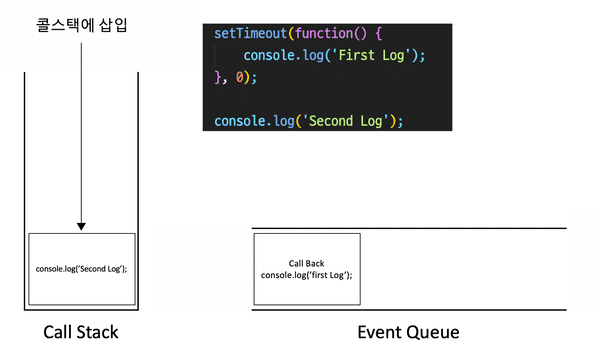 콜스택에 삽입
setTimeout(function() {
    console.log('First Log');
}, 0);
console.log('Second Log');
console.log('Second Log');
Call Back
console.log('first Log');
Call Stack
Event Queue